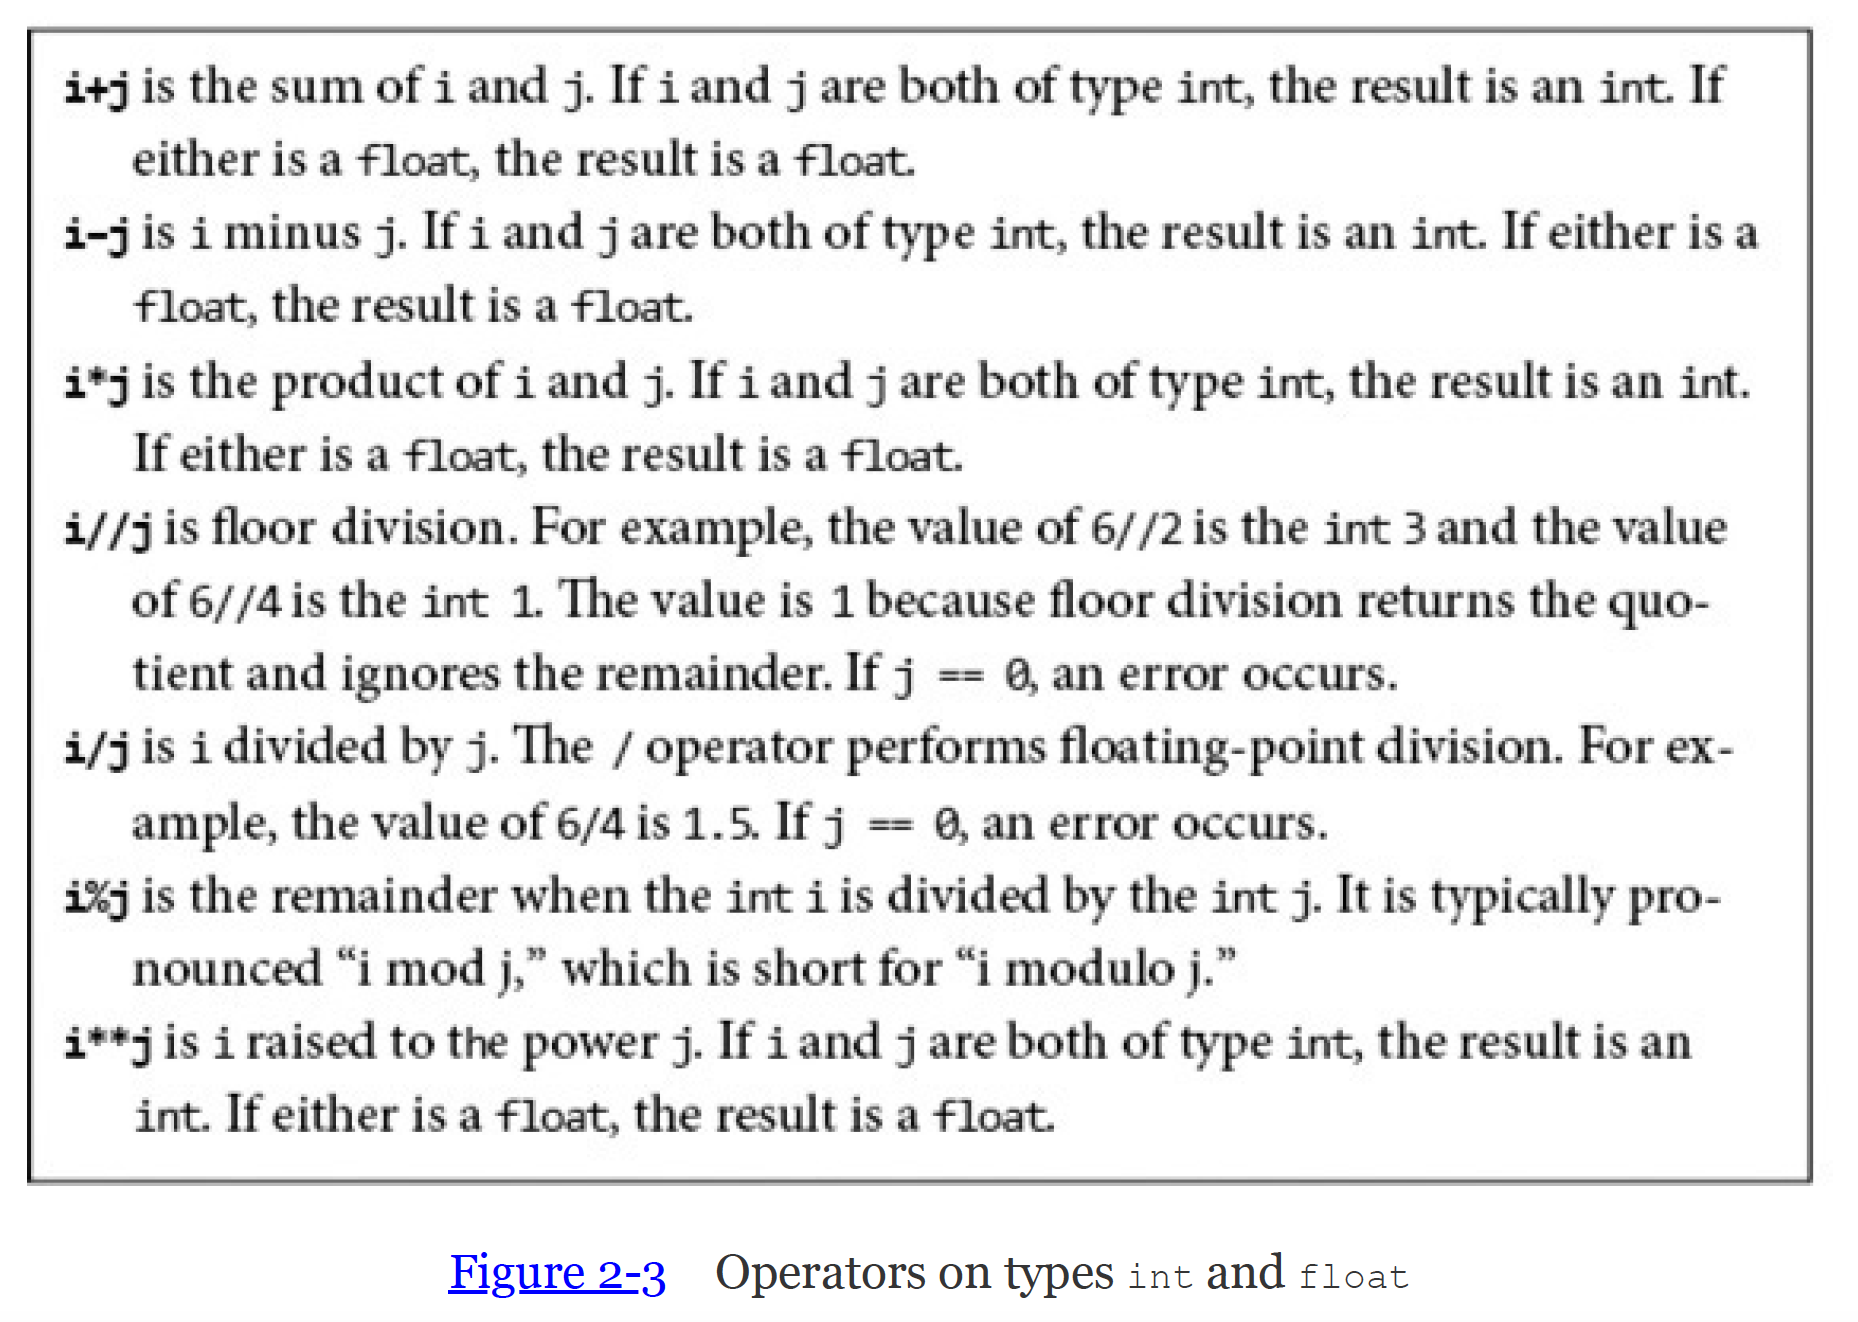 i+j is the sum of i and j. If i and j are both of type int, the result is an int. If
either is a float, the result is a float.
i-j is i minus j. If i and j are both of type int, the result is an int. If either is a
float, the result is a float.
i*j is the product of i and j. If i and j are both of type int, the result is an int.
If either is a float, the result is a float.
i//j is floor division. For example, the value of 6//2 is the int 3 and the value
of 6//4 is the int 1. The value is 1 because floor division returns the quo-
tient and ignores the remainder. If j == 0, an error occurs.
i/j is i divided by j. The / operator performs floating-point division. For ex-
ample, the value of 6/4 is 1.5. If j == 0, an error occurs.
i%j is the remainder when the int i is divided by the int j. It is typically pro-
nounced “i mod j,” which is short for “i modulo j.”
i**j is i raised to the power j. If i and j are both of type int, the result is an
int. If either is a float, the result is a float.
Figure 2-3 Operators on types int and float